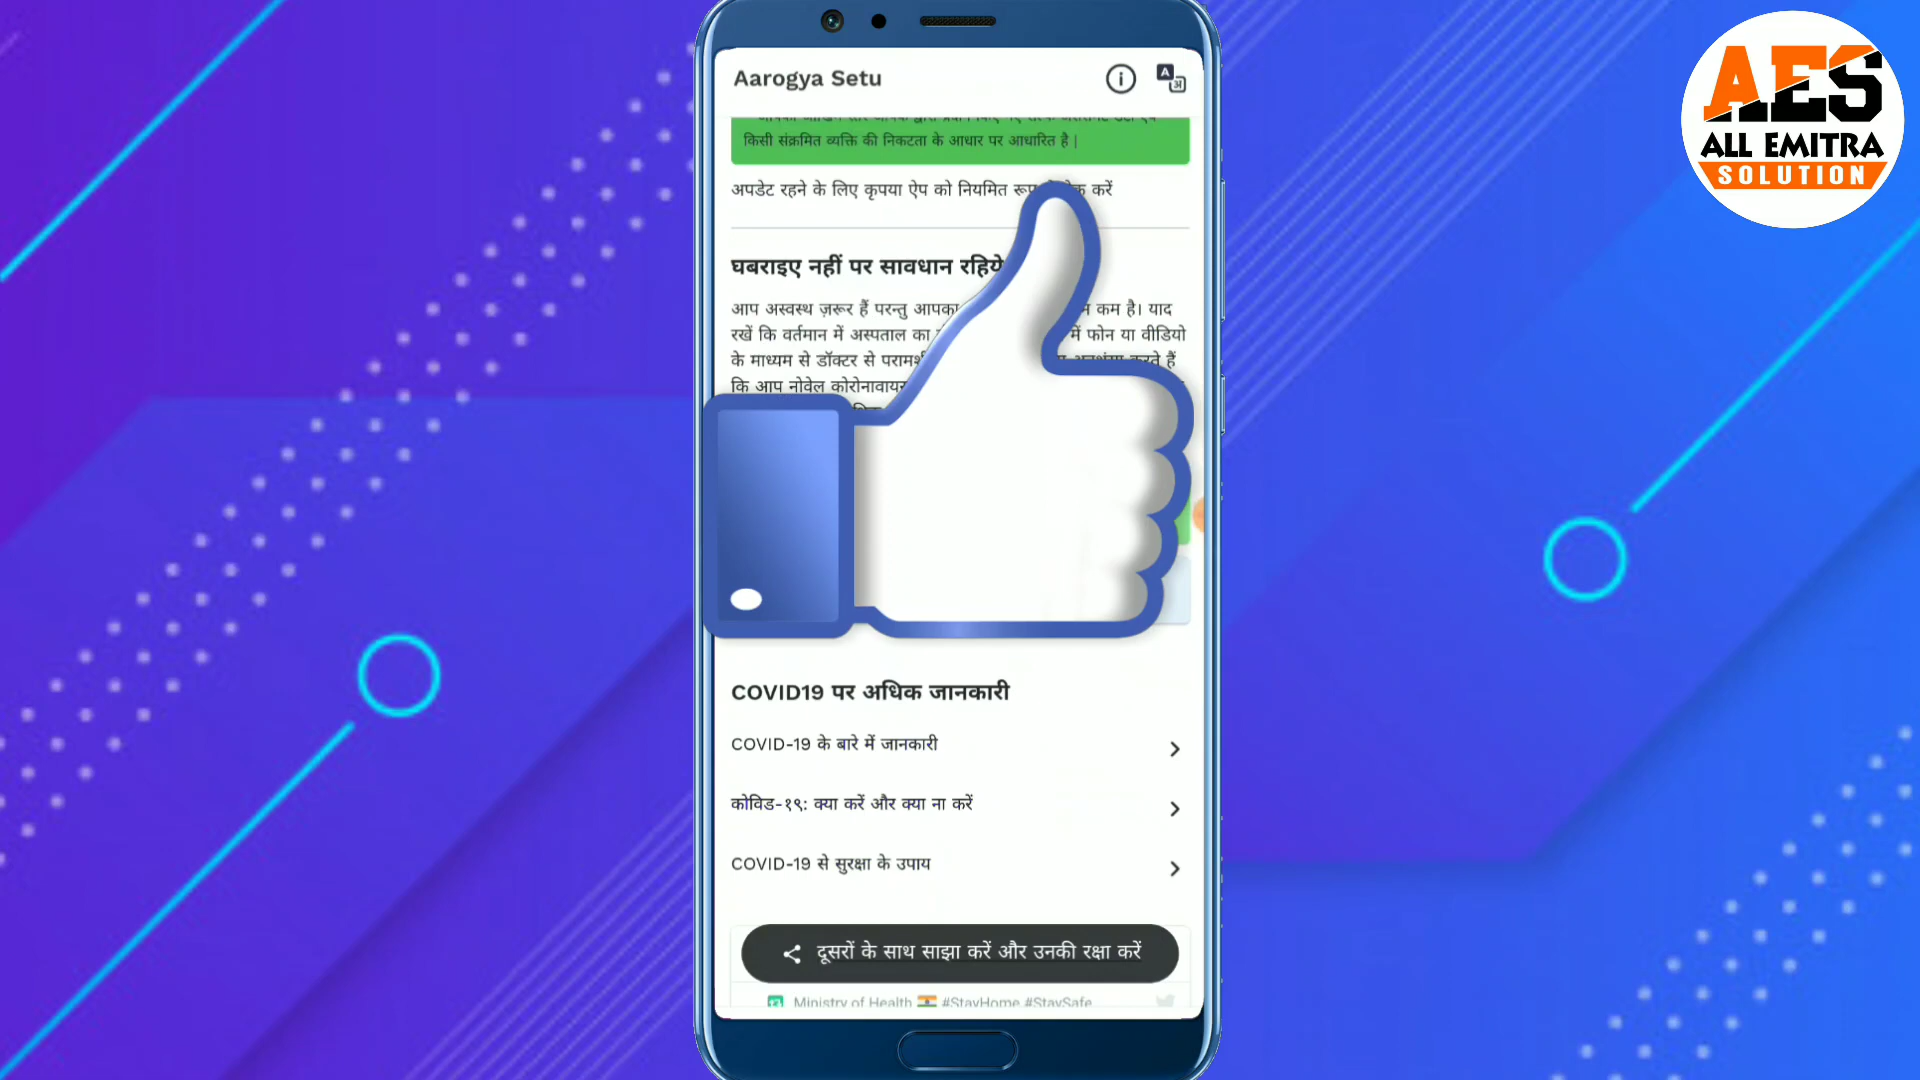 Aarogya Setu
किसी संक्रमित व्यक्ति की निकटता के आधार पर आधारित है |
अपडेट रहने के लिए कृपया ऐप को नियमित करें
घबराइए नहीं पर सावधान रहिये
आप अस्वस्थ ज़रूर हैं परन्तु आपका कम है। याद
रखें कि वर्तमान में अस्पताल का में फोन या वीडियो
के माध्यम से डॉक्टर से परामर्श करते हैं
कि आप नोवेल कोरोनावायरस
COVID19 पर अधिक जानकारी
COVID-19 के बारे में जानकारी
कोविड-१९: क्या करें और क्या ना करें
COVID-19 से सुरक्षा के उपाय
दूसरों के साथ साझा करें और उनकी रक्षा करें
Ministry of Health #StayHome #StaySafe
AES
ALL EMITRA
SOLUTION